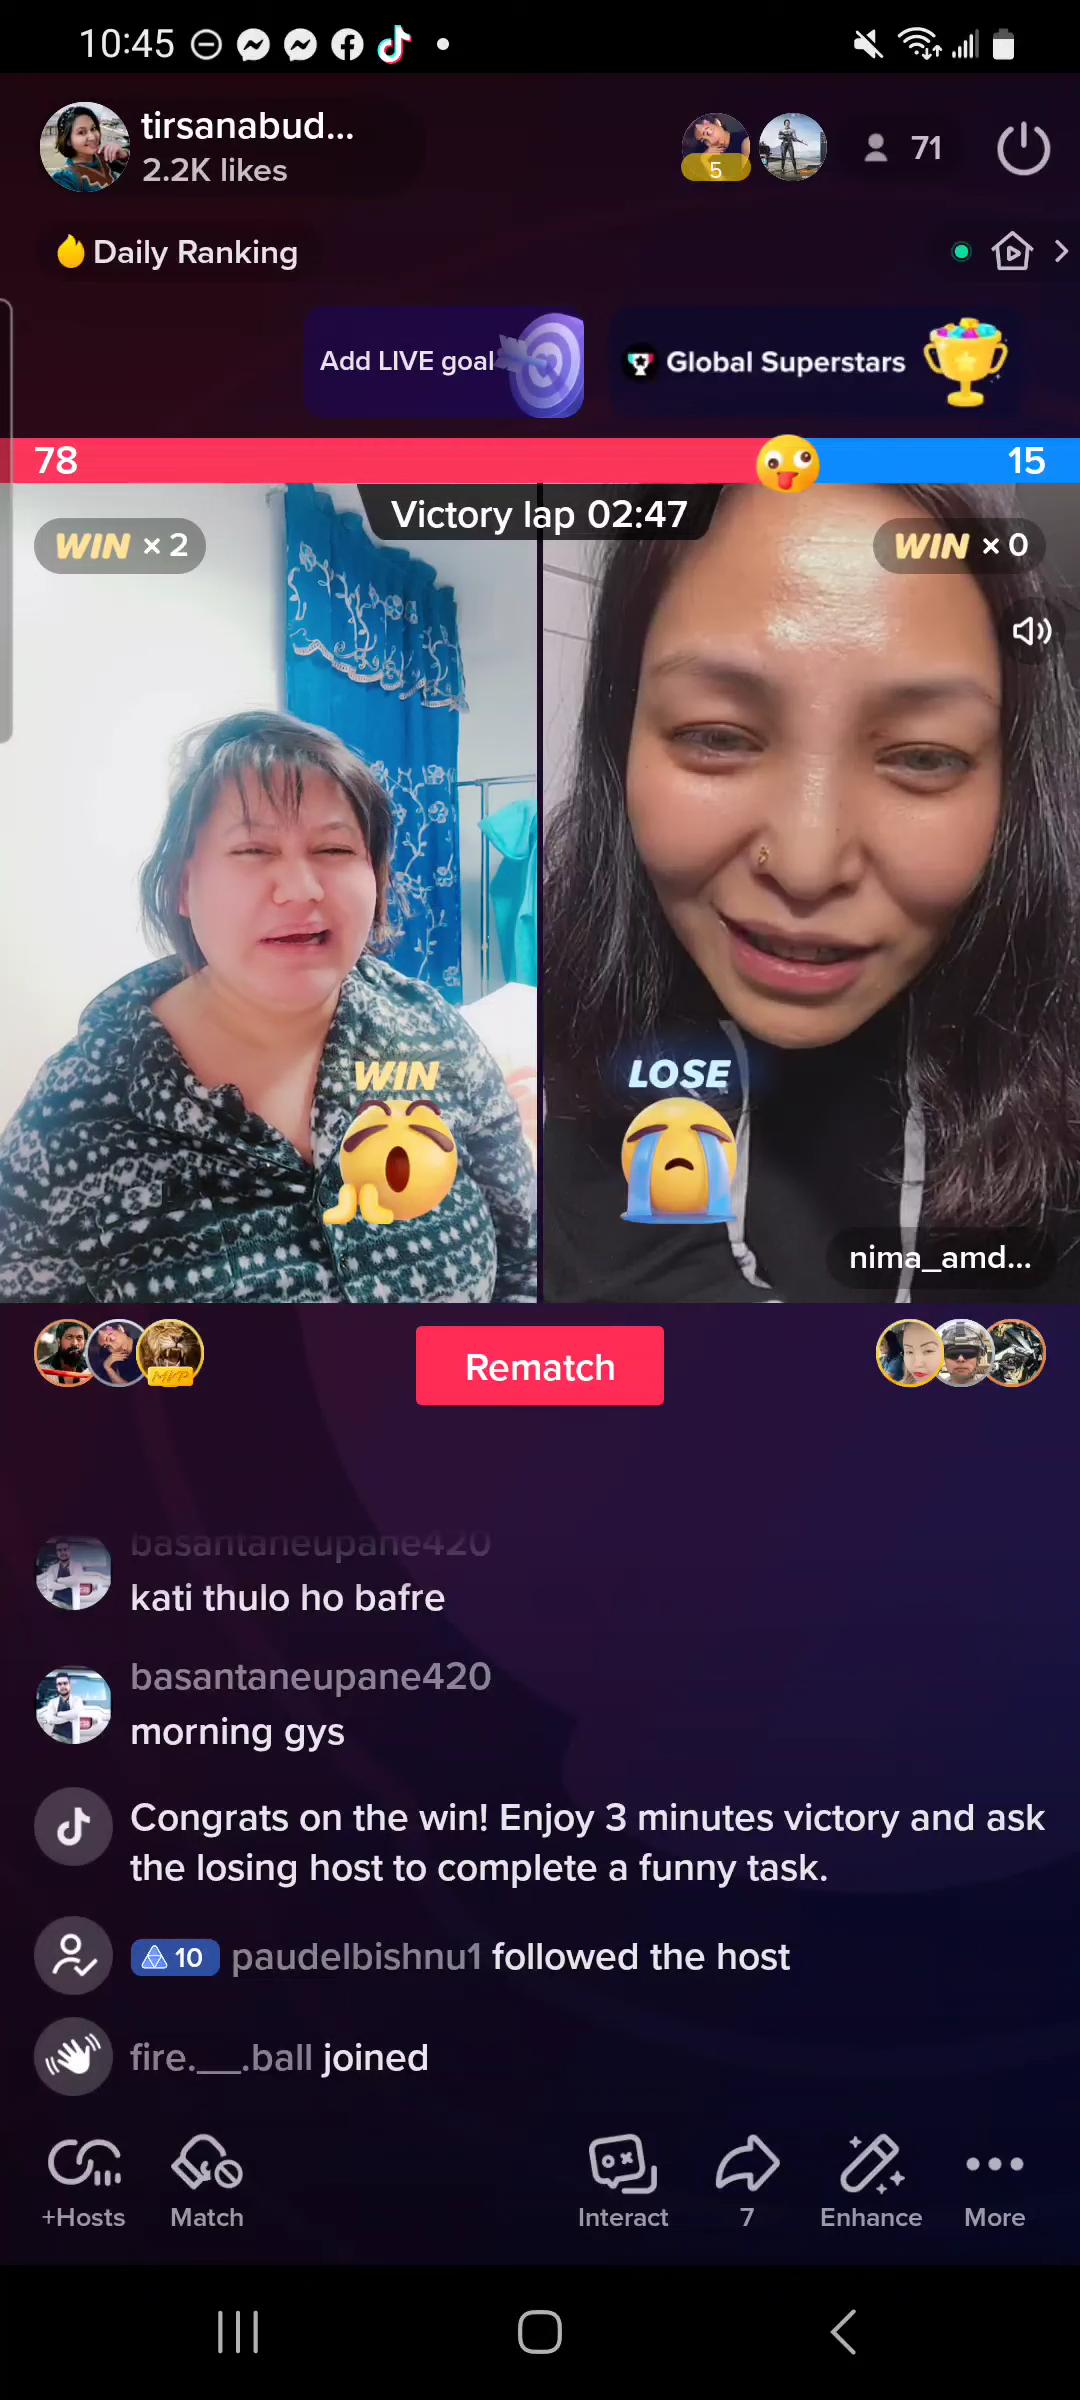 10:45
tirsanabud...
2.2K likes
5
71
Daily Ranking
Add LIVE goal
Global Superstars
78
15
Victory lap 02:47
WIN × 2
WIN × 0
WIN
LOSE
nima_amd...
MVP
Rematch
basantaneupane420
kati thulo ho bafre
basantaneupane420
morning gys
Congrats on the win! Enjoy 3 minutes victory and ask
the losing host to complete a funny task.
10 paudelbishnu1 followed the host
fire.__.ball joined
+Hosts
Match
Interact
7
Enhance
More